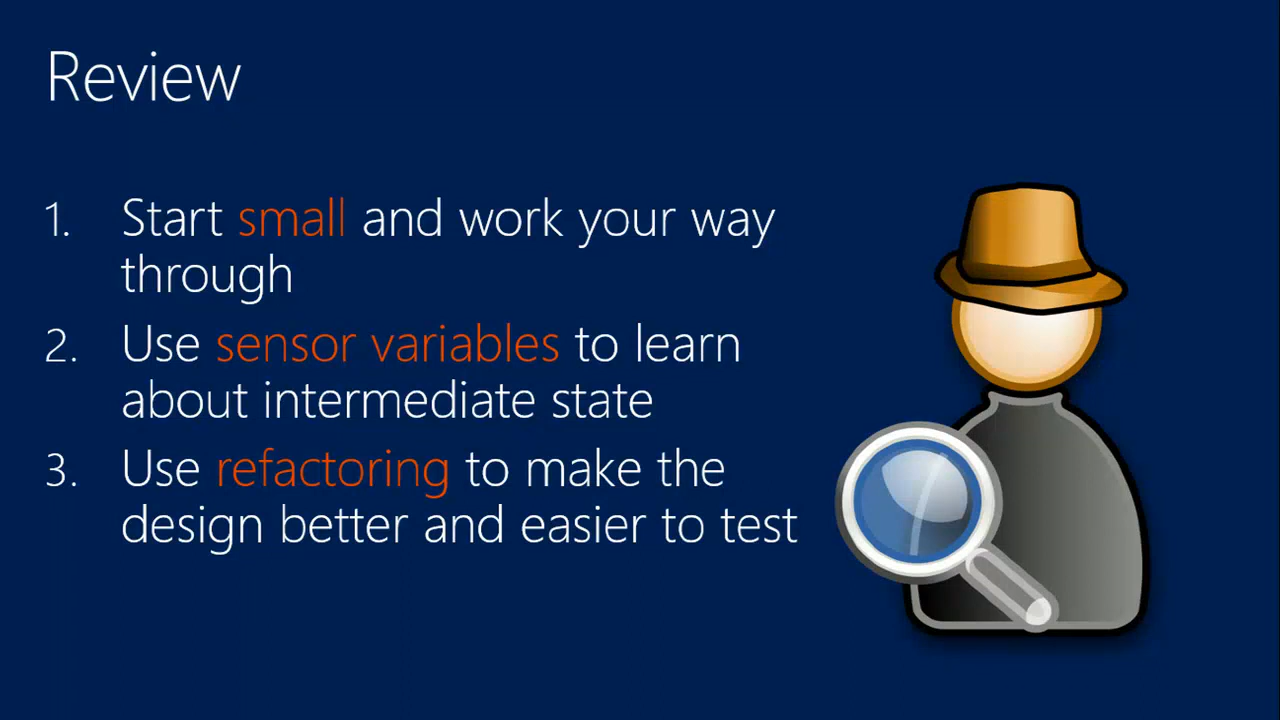 Review
1. Start small and work your way
through
2. Use sensor variables to learn
about intermediate state
3. Use refactoring to make the
design better and easier to test